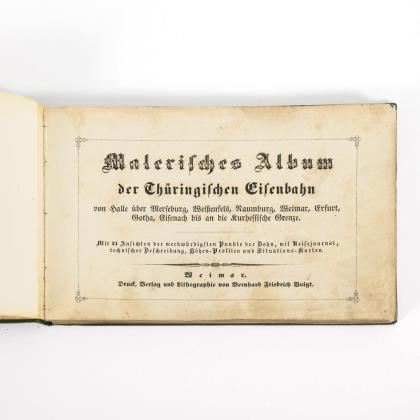 Malerisches Album
der Thüringischen Eisenbahn
von Halle über Merseburg, Weißenfels, Naumburg, Weimar, Erfurt,
Gotha, Eisenach bis an die Kurhessische Grenze.
Mit 24 Ansichten der merkwürdigsten Punkte der Bahn, mit Reisejournal,
technischer Beschreibung, Höhen-Profilen und Situations-Karten.
Weimar.
Druck, Verlag und Lithographie von Bernhard Friedrich Voigt.